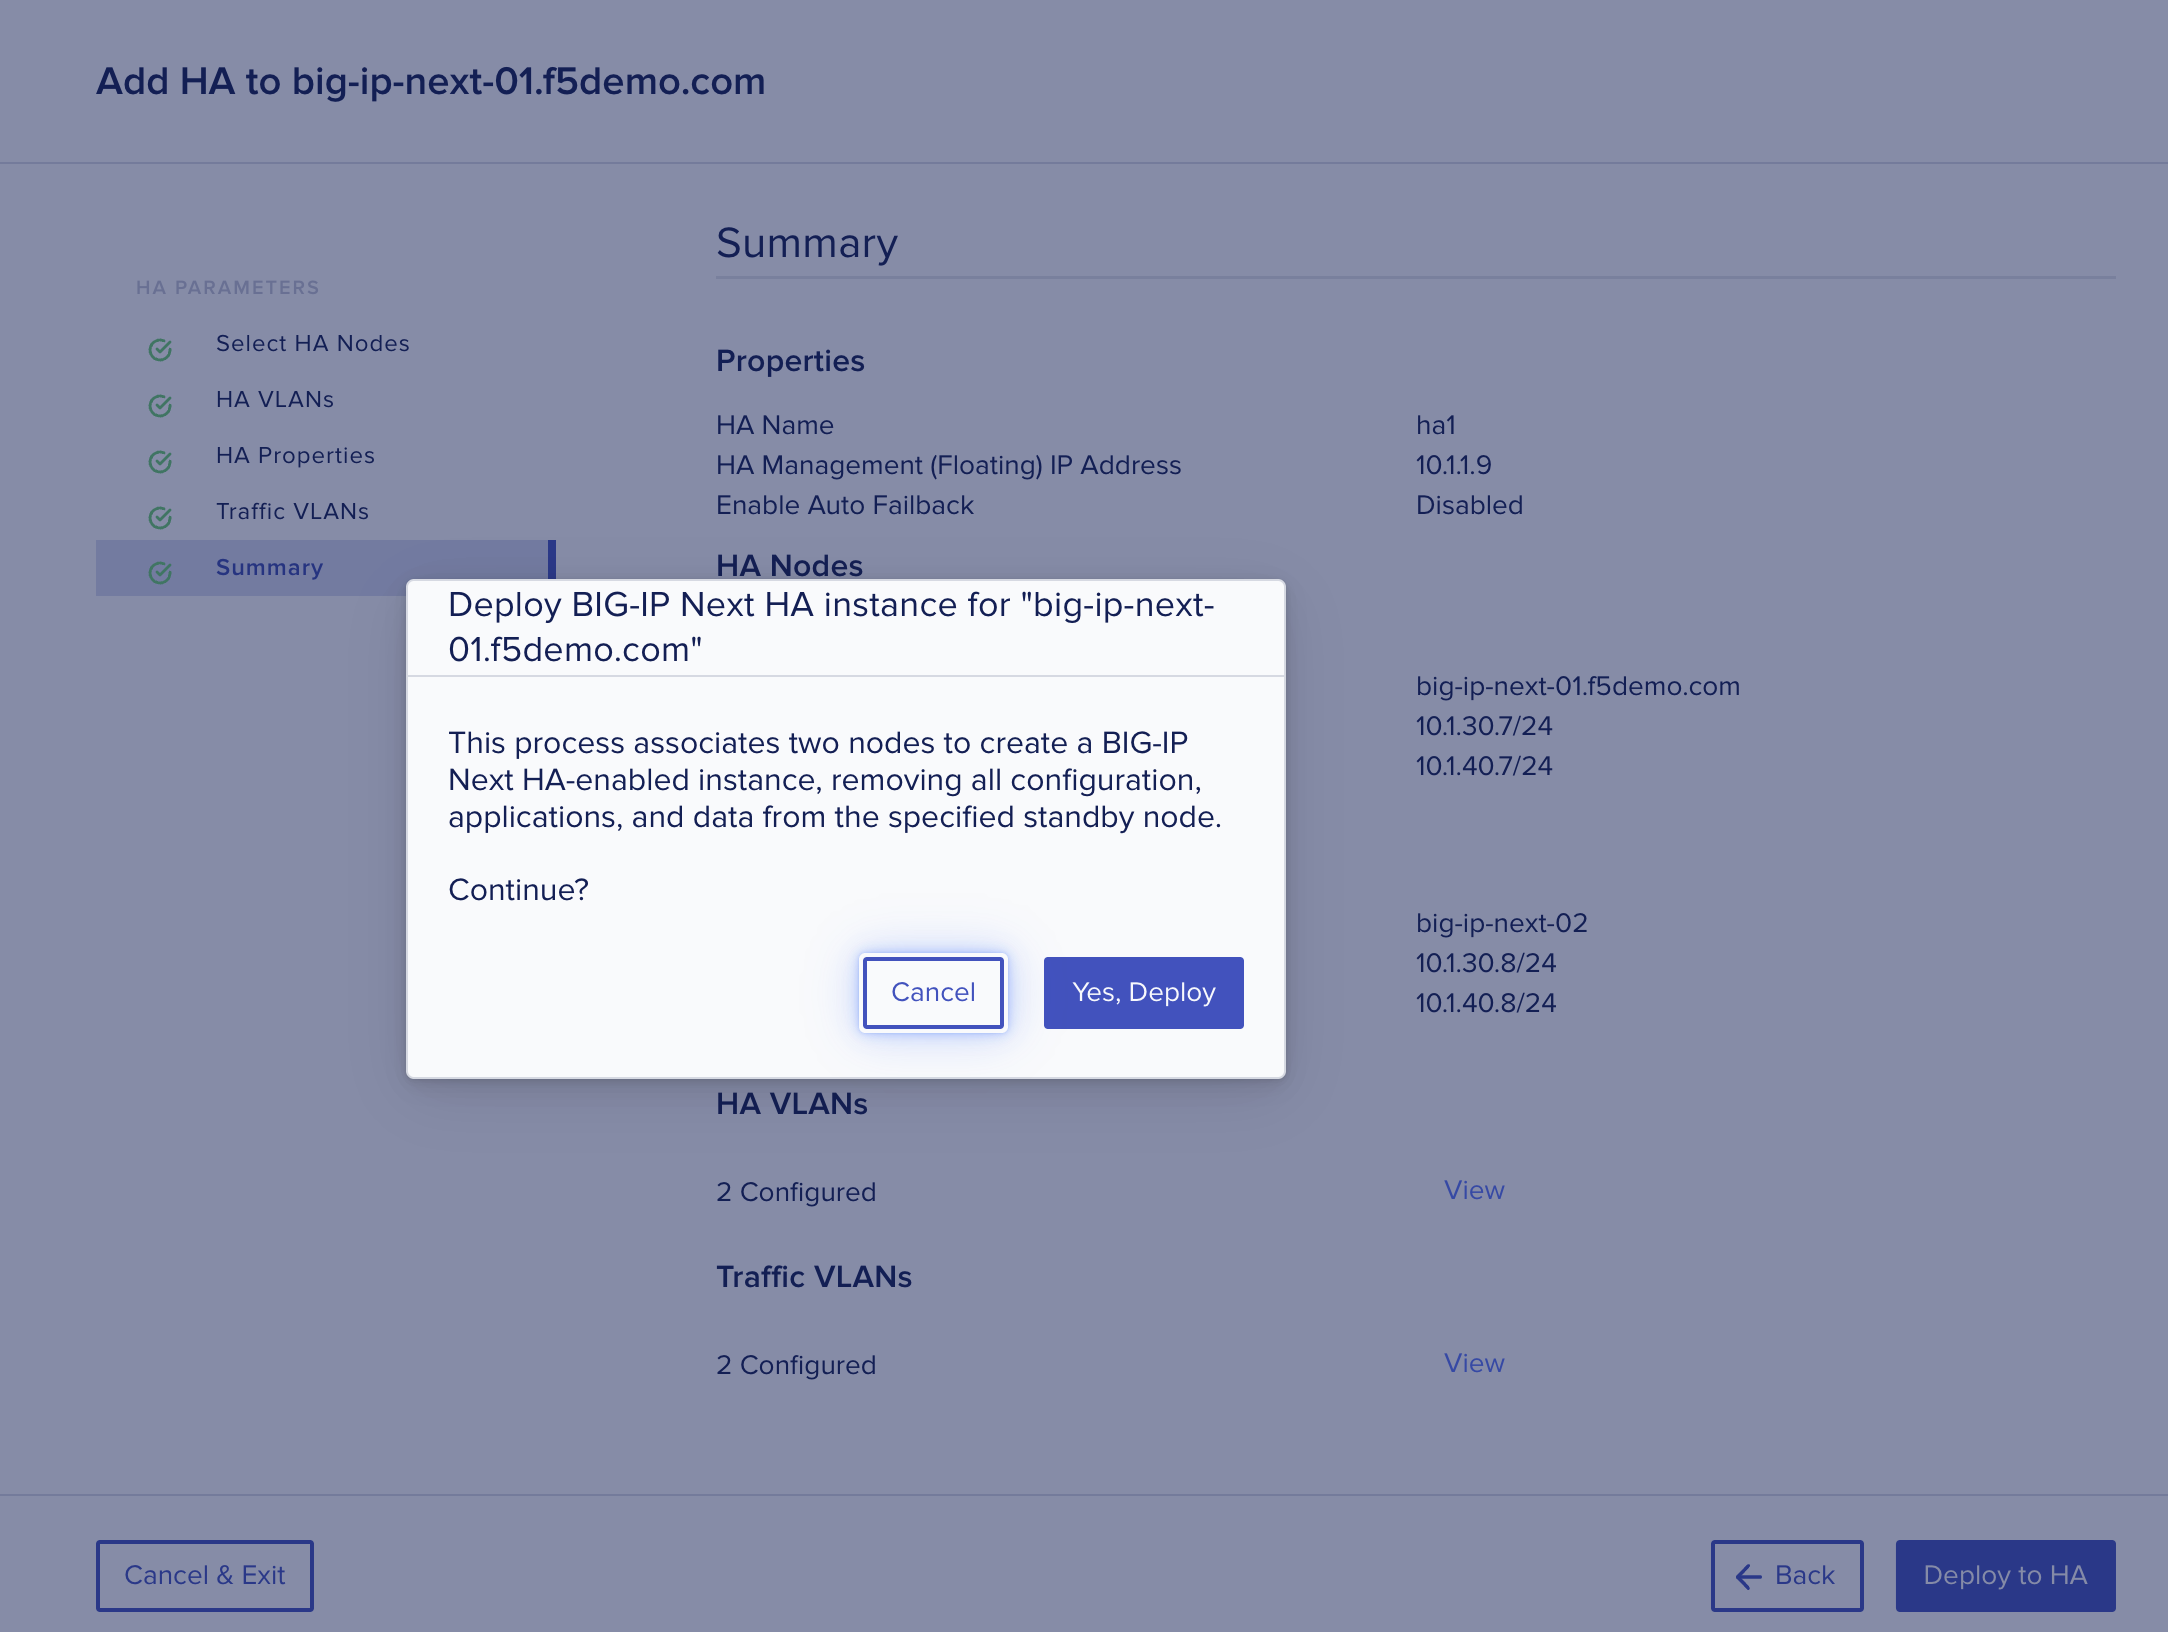 Add HA to big-ip-next-01.f5demo.com
HA PARAMETERS
Select HA Nodes
HA VLANs
HA Properties
Traffic VLANs
Summary
Summary
Properties
HA Name
ha1
HA Management (Floating) IP Address
10.1.1.9
Enable Auto Failback
Disabled
HA Nodes
big-ip-next-01.f5demo.com
10.1.30.7/24
10.1.40.7/24
big-ip-next-02
10.1.30.8/24
10.1.40.8/24
Deploy BIG-IP Next HA instance for "big-ip-next-
01.f5demo.com"
This process associates two nodes to create a BIG-IP
Next HA-enabled instance, removing all configuration,
applications, and data from the specified standby node.
Continue?
Cancel
Yes, Deploy
HA VLANs
2 Configured
View
Traffic VLANs
2 Configured
View
Cancel & Exit
Back
Deploy to HA